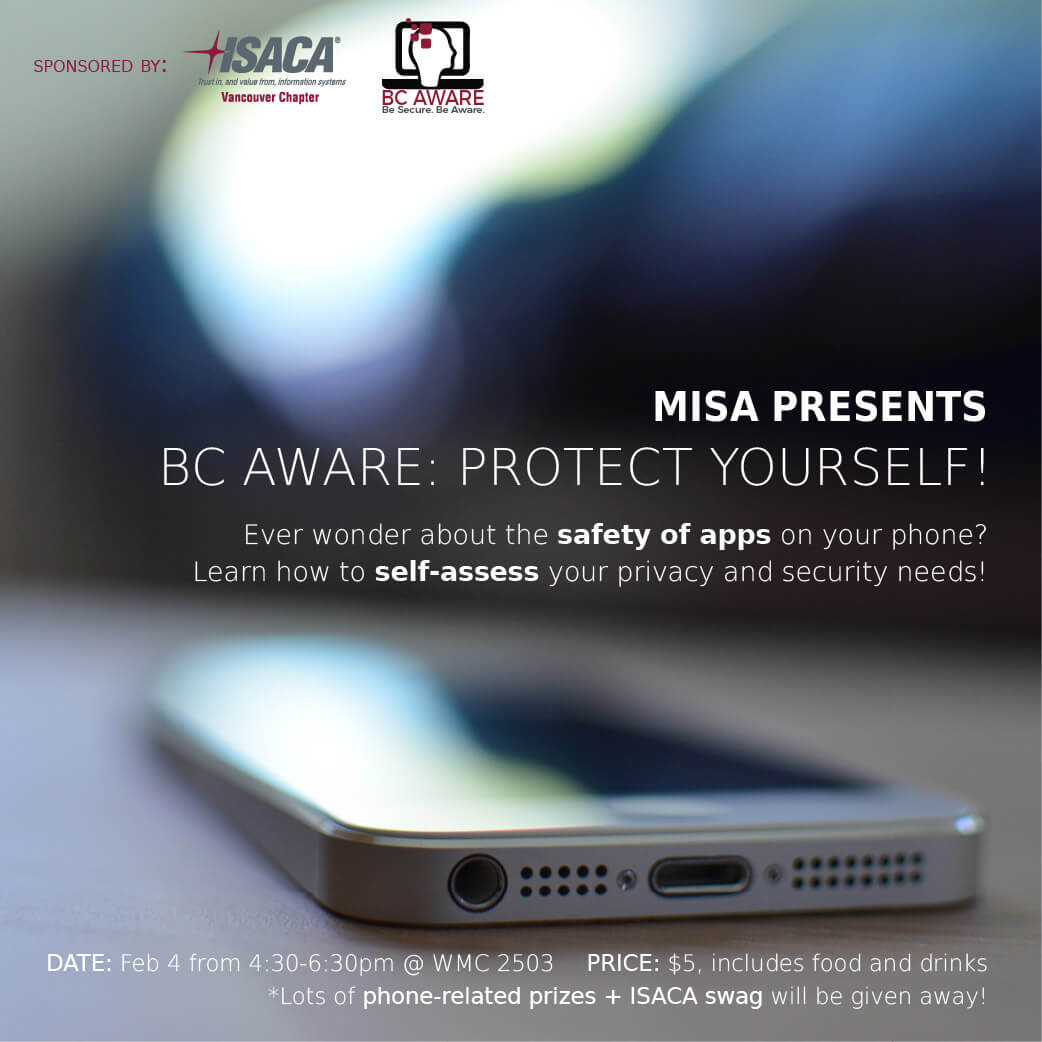 SPONSORED BY:
ISACA®
Trust in, and value from, information systems
Vancouver Chapter
BC AWARE
Be Secure. Be Aware.
MISA PRESENTS
BC AWARE: PROTECT YOURSELF!
Ever wonder about the safety of apps on your phone?
Learn how to self-assess your privacy and security needs!
DATE: Feb 4 from 4:30-6:30pm @ WMC 2503 PRICE: $5, includes food and drinks
*Lots of phone-related prizes + ISACA swag will be given away!